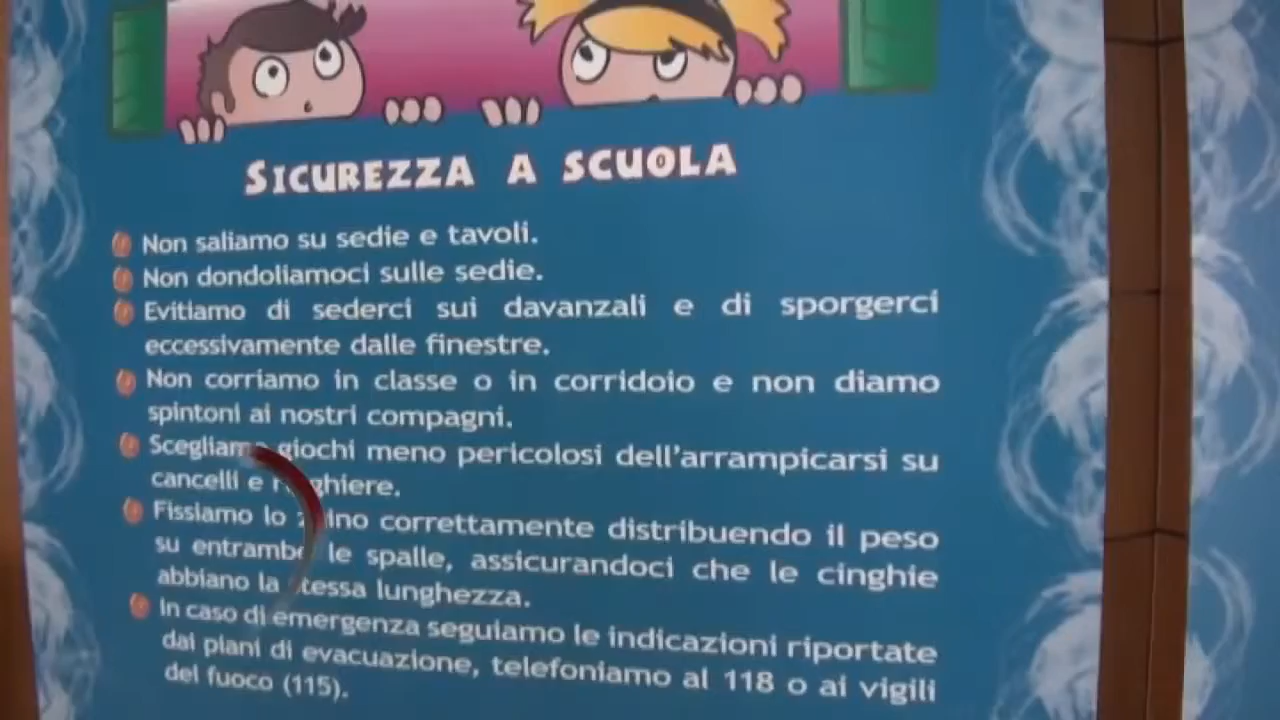 SICUREZZA A SCUOLA
Non saliamo su sedie e tavoli.
Non dondoliamoci sulle sedie.
Evitiamo di sederci sui davanzali e di sporgerci
eccessivamente dalle finestre.
Non corriamo in classe o in corridoio e non diamo
spintoni ai nostri compagni.
Scegliamo giochi meno pericolosi dell'arrampicarsi su
cancelli e
Fissiamo lo correttamente distribuendo il peso
su entrambe le spalle, assicurandoci che le cinghie
abbiano la stessa lunghezza.
In caso di emergenza seguiamo le indicazioni riportate
dai piani di evacuazione, telefoniamo al 118 o ai vigili
del fuoco (115).